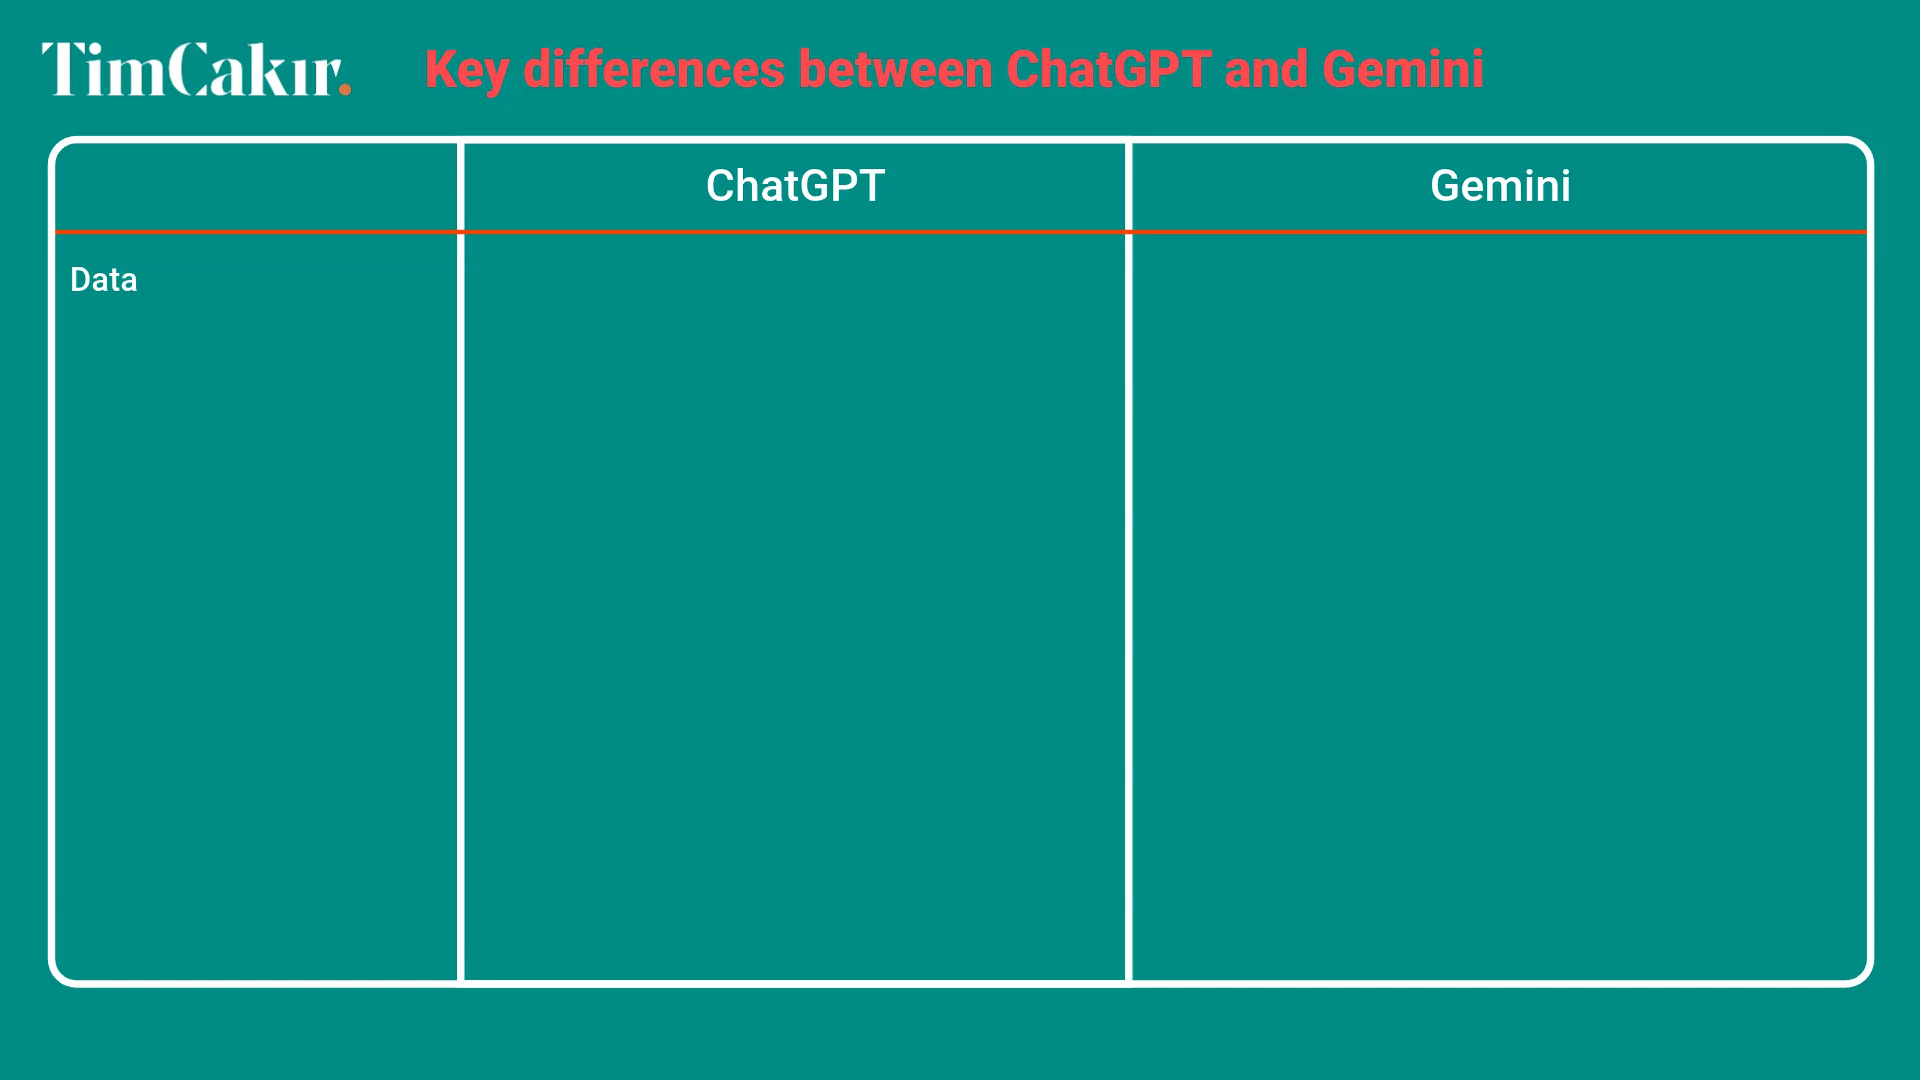 TimCakır.
Key differences between ChatGPT and Gemini
ChatGPT
Gemini
Data